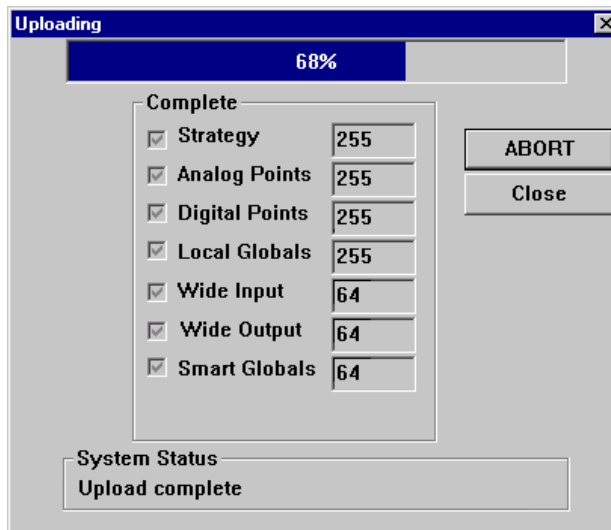 Uploading
68%
Complete
Strategy 255
Analog Points 255
Digital Points 255
Local Globals 255
Wide Input 64
Wide Output 64
Smart Globals 64
ABORT
Close
System Status
Upload complete